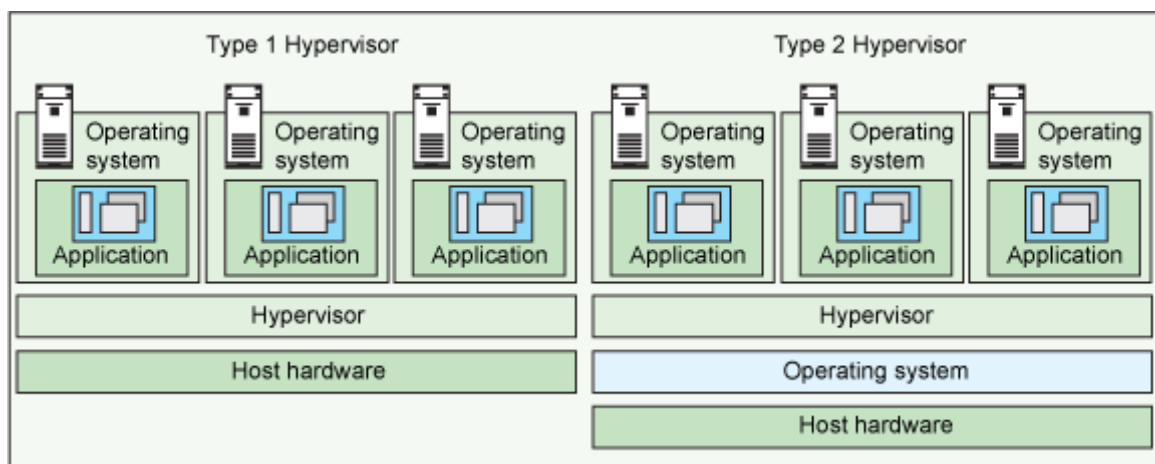 Type 1 Hypervisor
Operating
system
Application
Operating
system
Application
Operating
system
Application
Hypervisor
Host hardware
Type 2 Hypervisor
Operating
system
Application
Operating
system
Application
Operating
system
Application
Hypervisor
Operating system
Host hardware